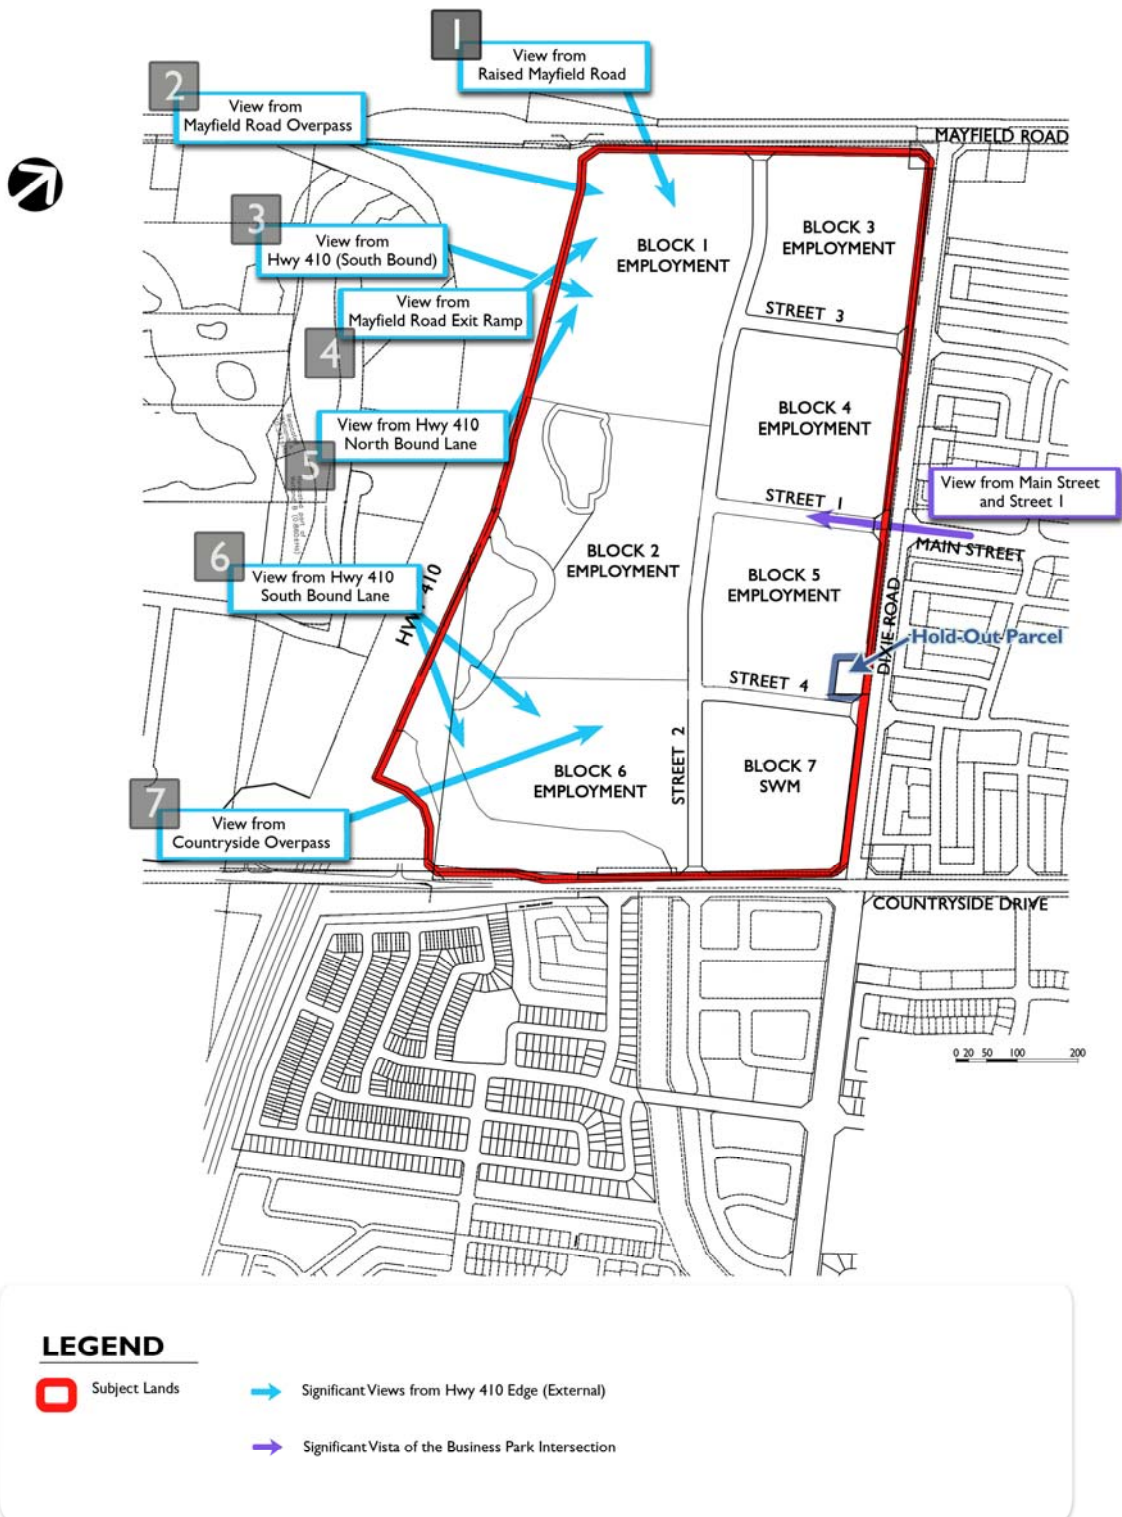 1
View from
Raised Mayfield Road
2
View from
Mayfield Road Overpass
MAYFIELD ROAD
3
View from
Hwy 410 (South Bound)
BLOCK 1
EMPLOYMENT
BLOCK 3
EMPLOYMENT
View from
Mayfield Road Exit Ramp
4
STREET 3
BLOCK 4
EMPLOYMENT
View from Hwy 410
North Bound Lane
5
STREET 1
View from Main Street
and Street 1
MAIN STREET
6
View from Hwy 410
South Bound Lane
HWY 410
BLOCK 2
EMPLOYMENT
BLOCK 5
EMPLOYMENT
DIXIE ROAD
Hold-Out Parcel
STREET 4
STREET 2
BLOCK 6
EMPLOYMENT
BLOCK 7
SWM
7
View from
Countryside Overpass
COUNTRYSIDE DRIVE
0 20 50 100 200
LEGEND
Subject Lands
Significant Views from Hwy 410 Edge (External)
Significant Vista of the Business Park Intersection